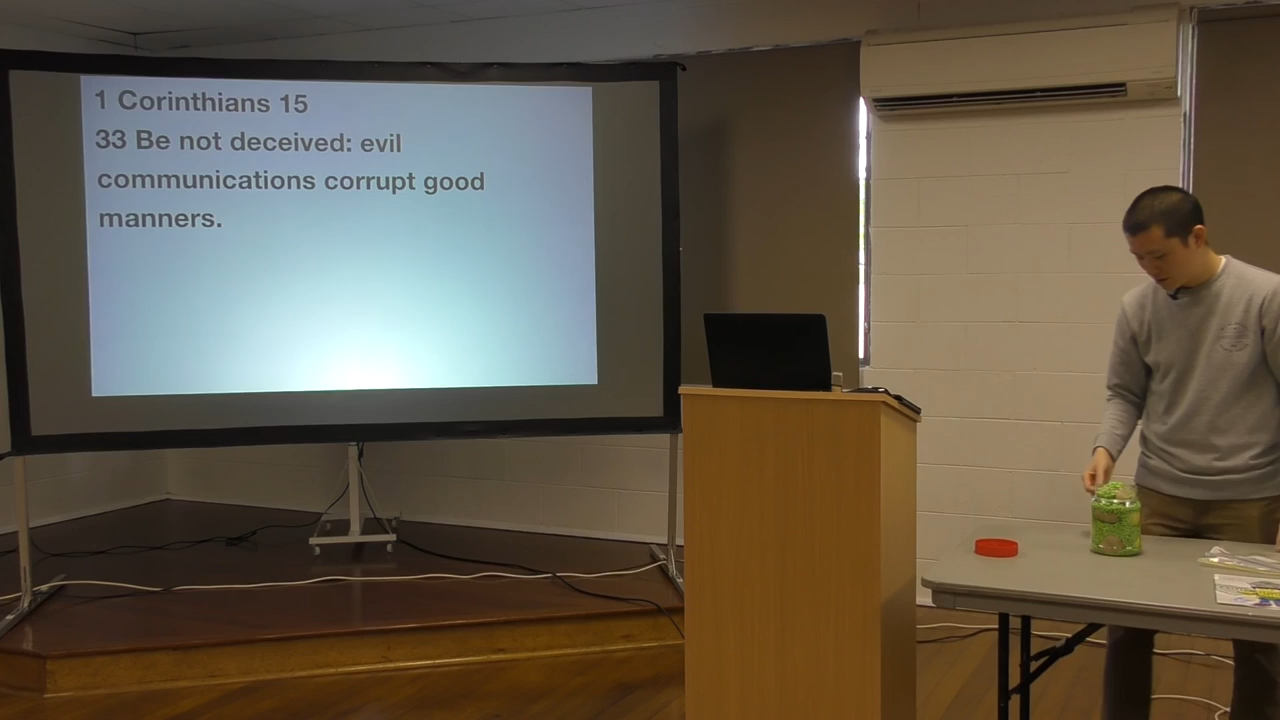 1 Corinthians 15
33 Be not deceived: evil
communications corrupt good
manners.